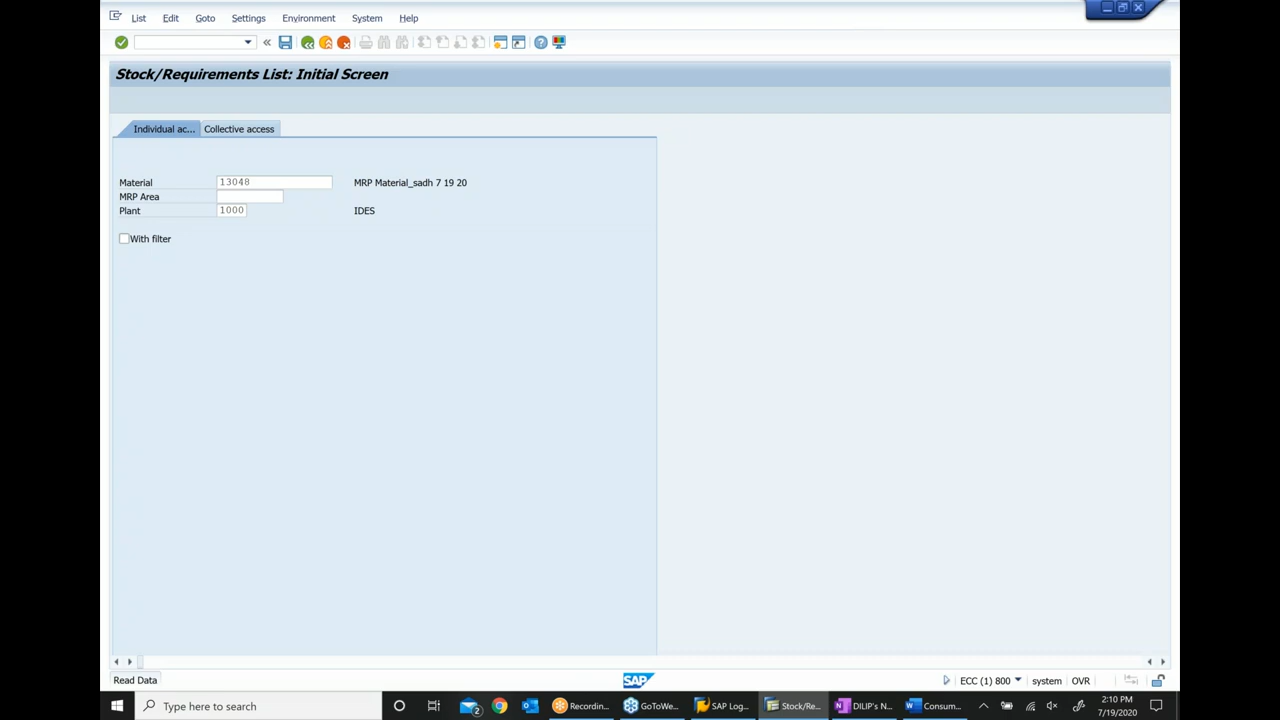 List Edit Goto Settings Environment System Help
Stock/Requirements List: Initial Screen
Individual ac... Collective access
Material 13048 MRP Material_sadh 7 19 20
MRP Area
Plant 1000 IDES
With filter
Read Data SAP ECC (1) 800 system OVR
Type here to search 2 Recordin... GoToWe... SAP Log... Stock/Re... DILIP's N... Consum... 2:10 PM
7/19/2020